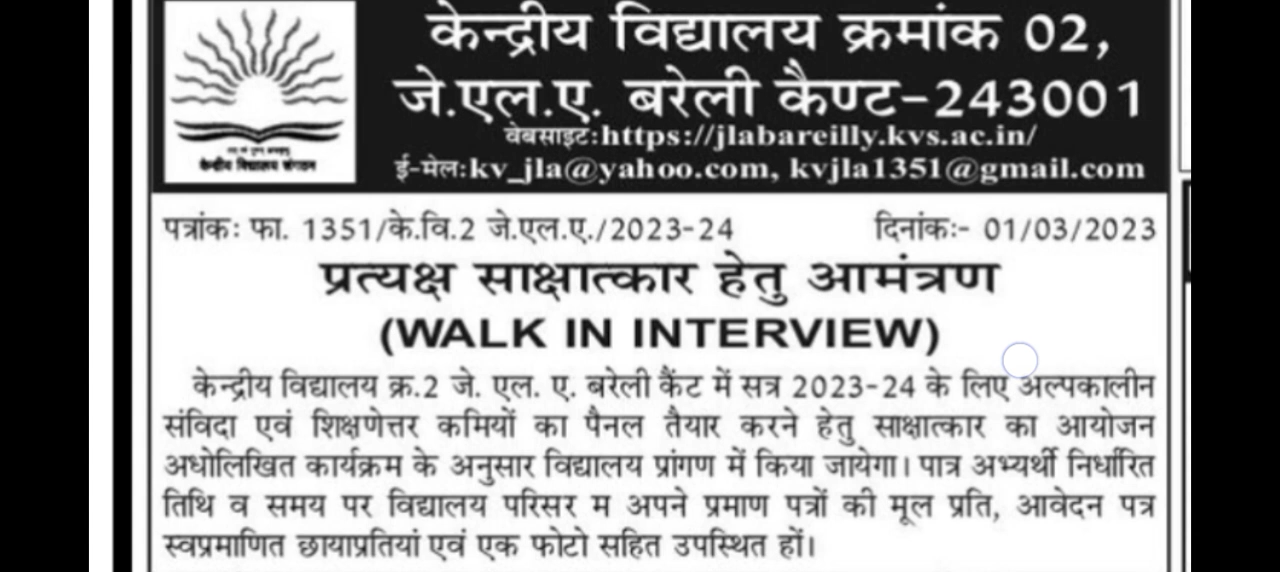 केन्द्रीय विद्यालय क्रमांक 02,
जे.एल.ए. बरेली कैण्ट-243001
वेबसाइट:https://jlabareilly.kvs.ac.in/
ई-मेल:kv_jla@yahoo.com, kvjla1351@gmail.com
केन्द्रीय विद्यालय संगठन
पत्रांकः फा. 1351/के.वि.2 जे.एल.ए./2023-24 दिनांकः- 01/03/2023
प्रत्यक्ष साक्षात्कार हेतु आमंत्रण
(WALK IN INTERVIEW)
केन्द्रीय विद्यालय क्र.2 जे. एल. ए. बरेली कैंट में सत्र 2023-24 के लिए अल्पकालीन
संविदा एवं शिक्षणेत्तर कमियों का पैनल तैयार करने हेतु साक्षात्कार का आयोजन
अधोलिखित कार्यक्रम के अनुसार विद्यालय प्रांगण में किया जायेगा। पात्र अभ्यर्थी निर्धारित
तिथि व समय पर विद्यालय परिसर म अपने प्रमाण पत्रों की मूल प्रति, आवेदन पत्र
स्वप्रमाणित छायाप्रतियां एवं एक फोटो सहित उपस्थित हों।